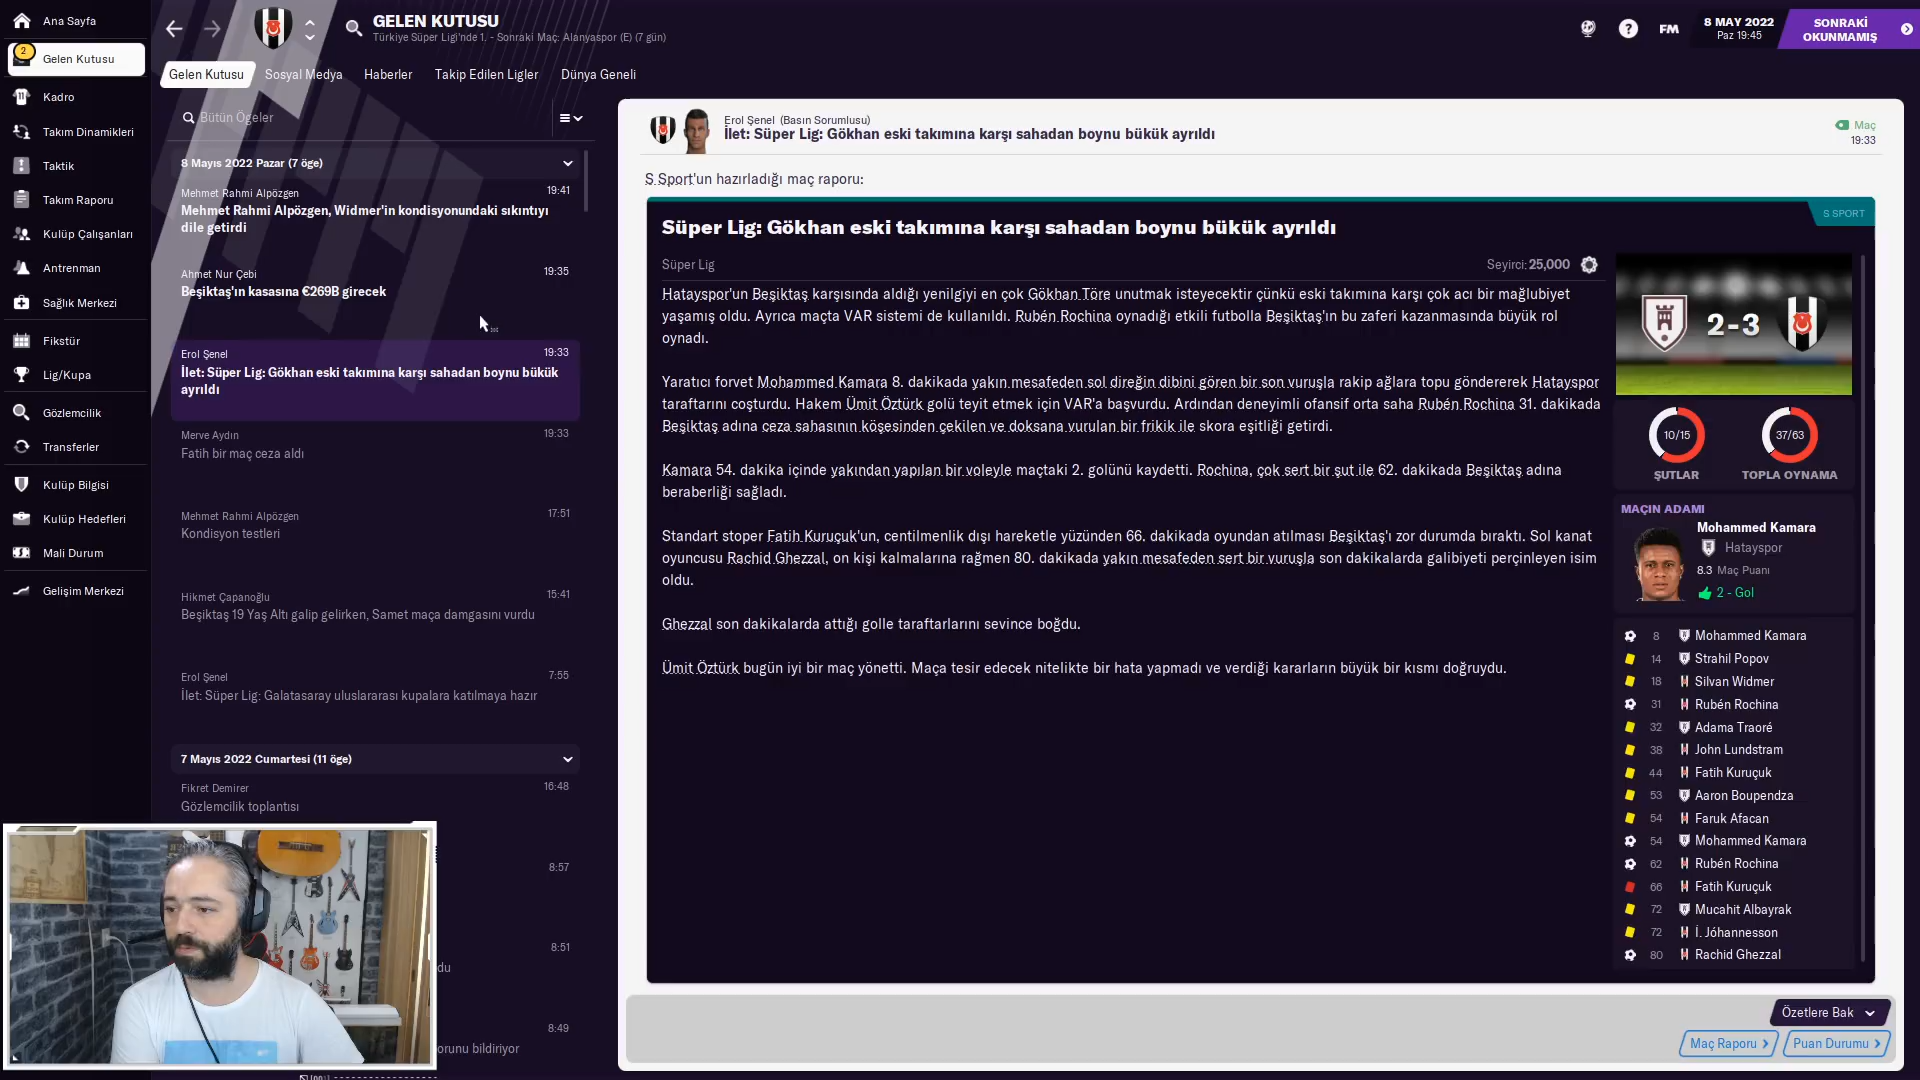 Ana Sayfa
2
Gelen Kutusu
Kadro
Takım Dinamikleri
Taktik
Takım Raporu
Kulüp Çalışanları
Antrenman
Sağlık Merkezi
Fikstür
Lig/Kupa
Gözlemcilik
Transferler
Kulüp Bilgisi
Kulüp Hedefleri
Mali Durum
Gelişim Merkezi
GELEN KUTUSU
Türkiye Süper Ligi'nde 1. - Sonraki Maç: Alanyaspor (E) (7 gün)
FM
8 MAY 2022
Paz 19:45
SONRAKİ
OKUNMAMIŞ
Gelen Kutusu
Sosyal Medya
Haberler
Takip Edilen Ligler
Dünya Geneli
Bütün Ögeler
8 Mayıs 2022 Pazar (7 öge)
Mehmet Rahmi Alpözgen 19:41
Mehmet Rahmi Alpözgen, Widmer'in kondisyonundaki sıkıntıyı
dile getirdi
Ahmet Nur Çebi 19:35
Beşiktaş'ın kasasına €269B girecek
Erol Şenel 19:33
İlet: Süper Lig: Gökhan eski takımına karşı sahadan boynu bükük
ayrıldı
Merve Aydın 19:33
Fatih bir maç ceza aldı
Mehmet Rahmi Alpözgen 17:51
Kondisyon testleri
Hikmet Çapanoğlu 15:41
Beşiktaş 19 Yaş Altı galip gelirken, Samet maça damgasını vurdu
Erol Şenel 7:55
İlet: Süper Lig: Galatasaray uluslararası kupalara katılmaya hazır
7 Mayıs 2022 Cumartesi (11 öge)
Fikret Demirer 16:48
Gözlemcilik toplantısı
8:57
8:51
du
8:49
orunu bildiriyor
Erol Şenel (Basın Sorumlusu)
İlet: Süper Lig: Gökhan eski takımına karşı sahadan boynu bükük ayrıldı
Maç
19:33
S Sport'un hazırladığı maç raporu:
S SPORT
Süper Lig: Gökhan eski takımına karşı sahadan boynu bükük ayrıldı
Süper Lig
Seyirci: 25,000
Hatayspor'un Beşiktaş karşısında aldığı yenilgiyi en çok Gökhan Töre unutmak isteyecektir çünkü eski takımına karşı çok acı bir mağlubiyet
yaşamış oldu. Ayrıca maçta VAR sistemi de kullanıldı. Rubén Rochina oynadığı etkili futbolla Beşiktaş'ın bu zaferi kazanmasında büyük rol
oynadı.
Yaratıcı forvet Mohammed Kamara 8. dakikada yakın mesafeden sol direğin dibini gören bir son vuruşla rakip ağlara topu göndererek Hatayspor
taraftarını coşturdu. Hakem Ümit Öztürk golü teyit etmek için VAR'a başvurdu. Ardından deneyimli ofansif orta saha Rubén Rochina 31. dakikada
Beşiktaş adına ceza sahasının köşesinden çekilen ve doksana vurulan bir frikik ile skora eşitliği getirdi.
Kamara 54. dakika içinde yakından yapılan bir voleyle maçtaki 2. golünü kaydetti. Rochina, çok sert bir şut ile 62. dakikada Beşiktaş adına
beraberliği sağladı.
Standart stoper Fatih Kuruçuk'un, centilmenlik dışı hareketle yüzünden 66. dakikada oyundan atılması Beşiktaş'ı zor durumda bıraktı. Sol kanat
oyuncusu Rachid Ghezzal, on kişi kalmalarına rağmen 80. dakikada yakın mesafeden sert bir vuruşla son dakikalarda galibiyeti perçinleyen isim
oldu.
Ghezzal son dakikalarda attığı golle taraftarlarını sevince boğdu.
Ümit Öztürk bugün iyi bir maç yönetti. Maça tesir edecek nitelikte bir hata yapmadı ve verdiği kararların büyük bir kısmı doğruydu.
2-3
10/15
ŞUTLAR
37/63
TOPLA OYNAMA
MAÇIN ADAMI
Mohammed Kamara
Hatayspor
8.3 Maç Puanı
2 - Gol
8 Mohammed Kamara
14 Strahil Popov
18 Silvan Widmer
31 Rubén Rochina
32 Adama Traoré
38 John Lundstram
44 Fatih Kuruçuk
53 Aaron Boupendza
54 Faruk Afacan
54 Mohammed Kamara
62 Rubén Rochina
66 Fatih Kuruçuk
72 Mucahit Albayrak
72 İ. Jóhannesson
80 Rachid Ghezzal
Özetlere Bak
Maç Raporu
Puan Durumu